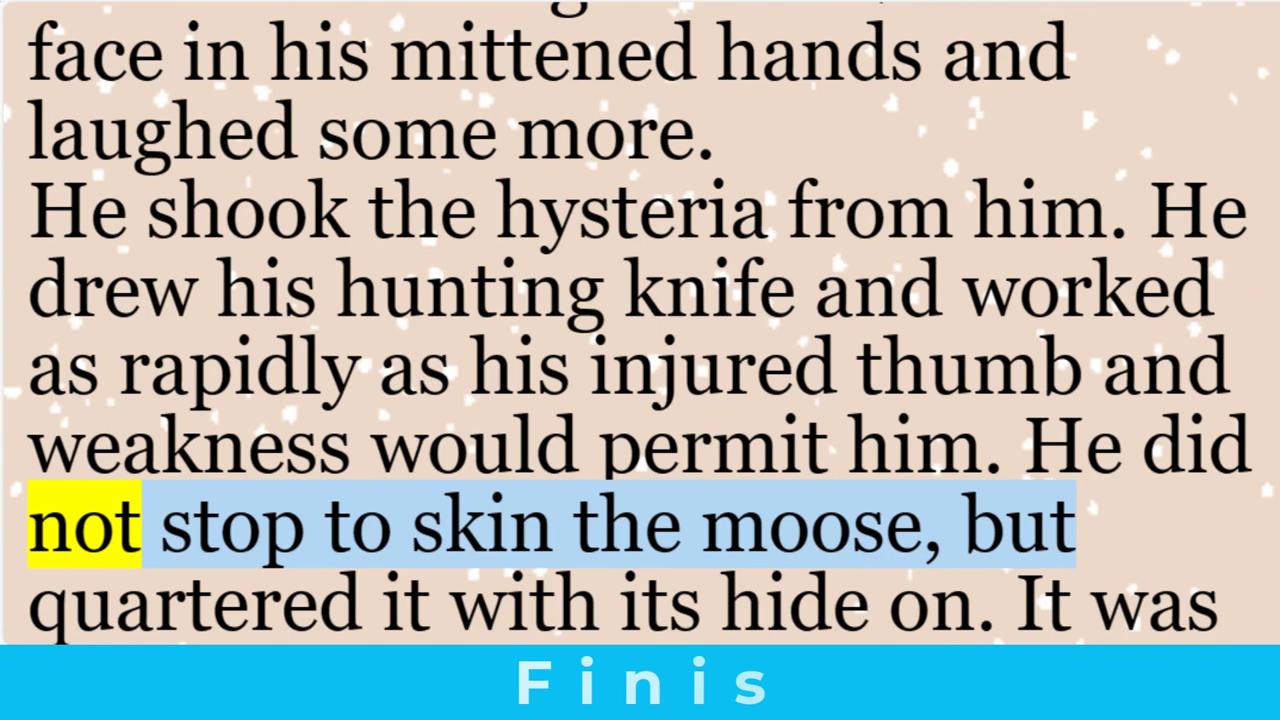 face in his mittened hands and
laughed some more.
He shook the hysteria from him. He
drew his hunting knife and worked
as rapidly as his injured thumb and
weakness would permit him. He did
not stop to skin the moose, but
quartered it with its hide on. It was
Finis